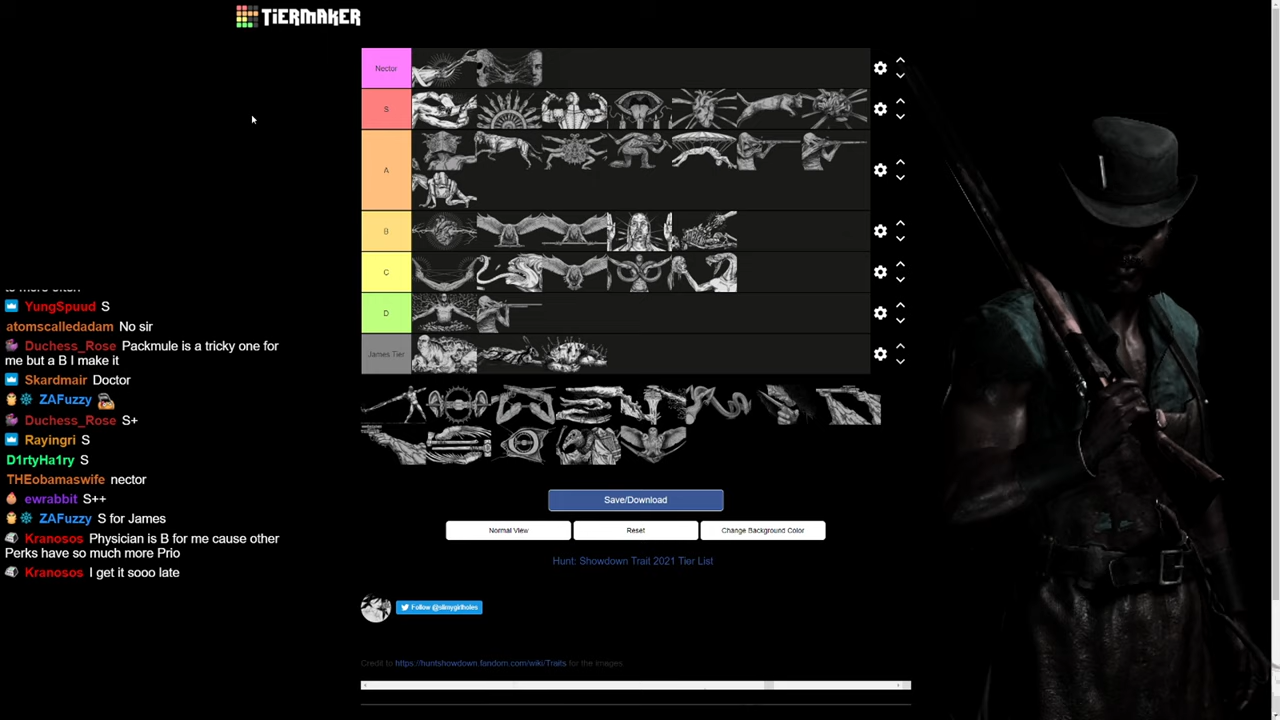 TiERMAKER
Nector
S
A
B
C
D
James Tier
YungSpuud S
atomscalledadam No sir
Duchess_Rose Packmule is a tricky one for
me but a B I make it
Skardmair Doctor
ZAFuzzy
Duchess_Rose S+
Rayingri S
D1rtyHa1ry S
THEobamaswife nector
ewrabbit S++
ZAFuzzy S for James
Kranosos Physician is B for me cause other
Perks have so much more Prio
Kranosos I get it sooo late
Save/Download
Normal View
Reset
Change Background Color
Hunt: Showdown Trait 2021 Tier List
Follow @slimygirlholes
Credit to https://huntshowdown.fandom.com/wiki/Traits for the images.